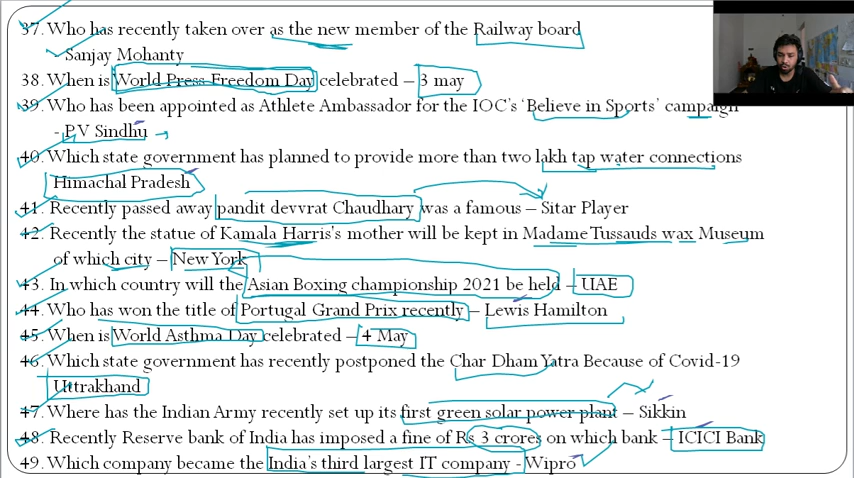 37. Who has recently taken over as the new member of the Railway board
- Sanjay Mohanty
38. When is World Press Freedom Day celebrated – 3 may
39. Who has been appointed as Athlete Ambassador for the IOC's 'Believe in Sports' campaign
- P.V Sindhu
40. Which state government has planned to provide more than two lakh tap water connections
Himachal Pradesh
41. Recently passed away pandit devvrat Chaudhary was a famous – Sitar Player
42. Recently the statue of Kamala Harris's mother will be kept in Madame Tussauds wax Museum
of which city – New York
43. In which country will the Asian Boxing championship 2021 be held – UAE
44. Who has won the title of Portugal Grand Prix recently – Lewis Hamilton
45. When is World Asthma Day celebrated – 4 May
46. Which state government has recently postponed the Char Dham Yatra Because of Covid-19
Uttrakhand
47. Where has the Indian Army recently set up its first green solar power plant – Sikkin
48. Recently Reserve bank of India has imposed a fine of Rs 3 crores on which bank – ICICI Bank
49. Which company became the India's third largest IT company - Wipro